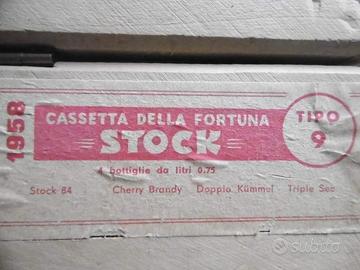 1958
CASSETTA DELLA FORTUNA
STOCK
TIPO
9
4 bottiglie da litri 0.75
Stock 84 Cherry Brandy Doppio Kümmel Triple Sec
subito